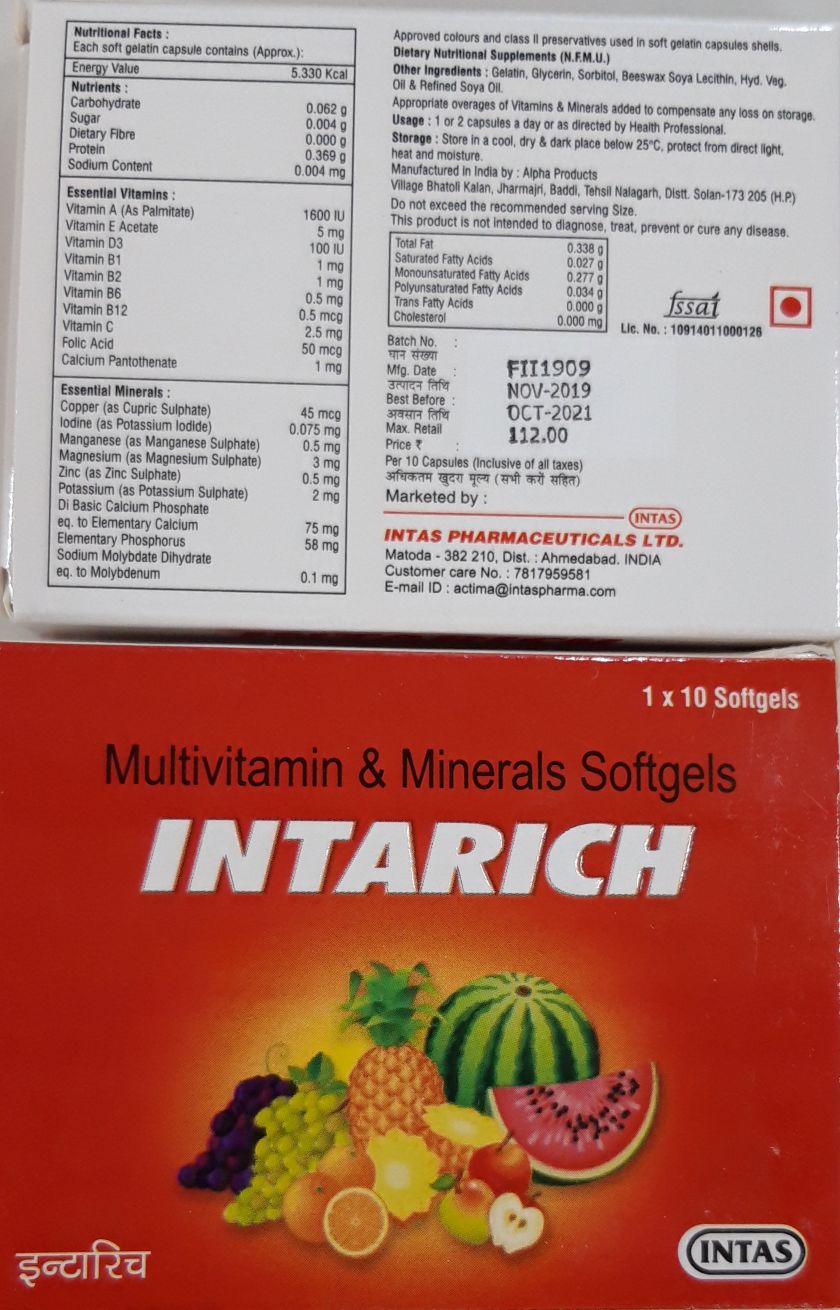 Nutritional Facts :
Each soft gelatin capsule contains (Approx.):
Energy Value 5.330 Kcal
Nutrients :
Carbohydrate 0.062 g
Sugar 0.004 g
Dietary Fibre 0.000 g
Protein 0.369 g
Sodium Content 0.004 mg
Essential Vitamins :
Vitamin A (As Palmitate) 1600 IU
Vitamin E Acetate 5 mg
Vitamin D3 100 IU
Vitamin B1 1 mg
Vitamin B2 1 mg
Vitamin B6 0.5 mg
Vitamin B12 0.5 mcg
Vitamin C 2.5 mg
Folic Acid 50 mcg
Calcium Pantothenate 1 mg
Essential Minerals :
Copper (as Cupric Sulphate) 45 mcg
Iodine (as Potassium Iodide) 0.075 mg
Manganese (as Manganese Sulphate) 0.5 mg
Magnesium (as Magnesium Sulphate) 3 mg
Zinc (as Zinc Sulphate) 0.5 mg
Potassium (as Potassium Sulphate) 2 mg
Di Basic Calcium Phosphate
eq. to Elementary Calcium 75 mg
Elementary Phosphorus 58 mg
Sodium Molybdate Dihydrate
eq. to Molybdenum 0.1 mg
Approved colours and class II preservatives used in soft gelatin capsules shells.
Dietary Nutritional Supplements (N.F.M.U.)
Other Ingredients : Gelatin, Glycerin, Sorbitol, Beeswax Soya Lecithin, Hyd. Veg.
Oil & Refined Soya Oil.
Appropriate overages of Vitamins & Minerals added to compensate any loss on storage.
Usage : 1 or 2 capsules a day or as directed by Health Professional.
Storage : Store in a cool, dry & dark place below 25°C, protect from direct light,
heat and moisture.
Manufactured in India by : Alpha Products
Village Bhatoli Kalan, Jharmajri, Baddi, Tehsil Nalagarh, Distt. Solan-173 205 (H.P.)
Do not exceed the recommended serving Size.
This product is not intended to diagnose, treat, prevent or cure any disease.
Total Fat 0.338 g
Saturated Fatty Acids 0.027 g
Monounsaturated Fatty Acids 0.277 g
Polyunsaturated Fatty Acids 0.034 g
Trans Fatty Acids 0.000 g
Cholesterol 0.000 mg
fssai
Lic. No. : 10914011000126
Batch No. : FII1909
घान संख्या
Mfg. Date : NOV-2019
उत्पादन तिथि
Best Before : OCT-2021
अवसान तिथि
Max. Retail 112.00
Price ₹ :
Per 10 Capsules (Inclusive of all taxes)
अधिकतम खुदरा मूल्य (सभी करों सहित)
Marketed by :
INTAS
INTAS PHARMACEUTICALS LTD.
Matoda - 382 210, Dist. : Ahmedabad. INDIA
Customer care No. : 7817959581
E-mail ID : actima@intaspharma.com
1 x 10 Softgels
Multivitamin & Minerals Softgels
INTARICH
इन्टारिच
INTAS